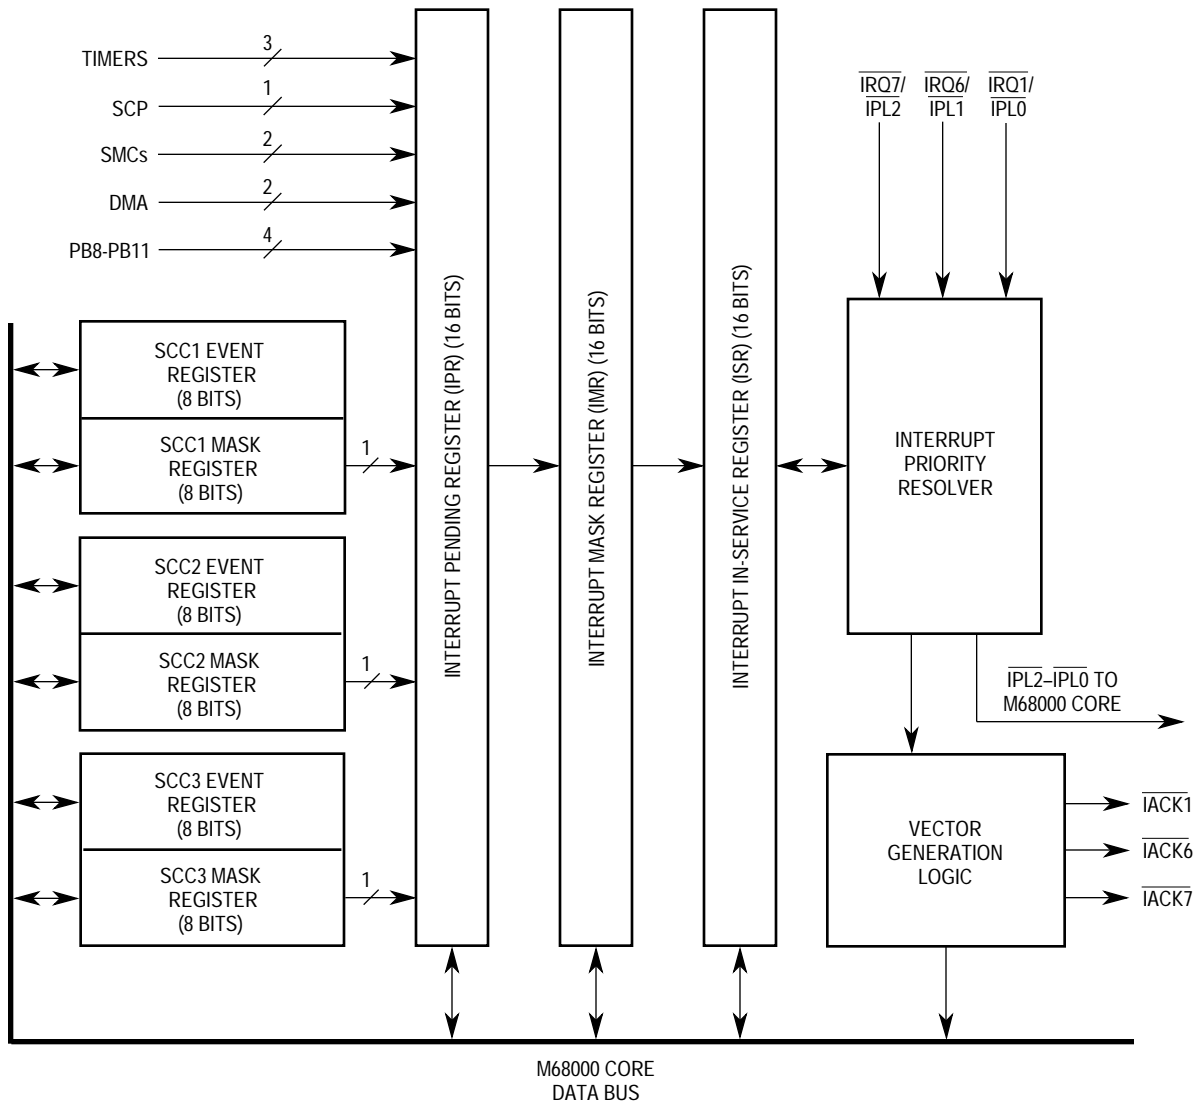 TIMERS
3
SCP
1
SMCs
2
DMA
2
PB8-PB11
4
SCC1 EVENT
REGISTER
(8 BITS)
SCC1 MASK
REGISTER
(8 BITS)
1
SCC2 EVENT
REGISTER
(8 BITS)
SCC2 MASK
REGISTER
(8 BITS)
1
SCC3 EVENT
REGISTER
(8 BITS)
SCC3 MASK
REGISTER
(8 BITS)
1
INTERRUPT PENDING REGISTER (IPR) (16 BITS)
INTERRUPT MASK REGISTER (IMR) (16 BITS)
INTERRUPT IN-SERVICE REGISTER (ISR) (16 BITS)
IRQ7/
IPL2
IRQ6/
IPL1
IRQ1/
IPL0
INTERRUPT
PRIORITY
RESOLVER
IPL2–IPL0 TO
M68000 CORE
VECTOR
GENERATION
LOGIC
IACK1
IACK6
IACK7
M68000 CORE
DATA BUS